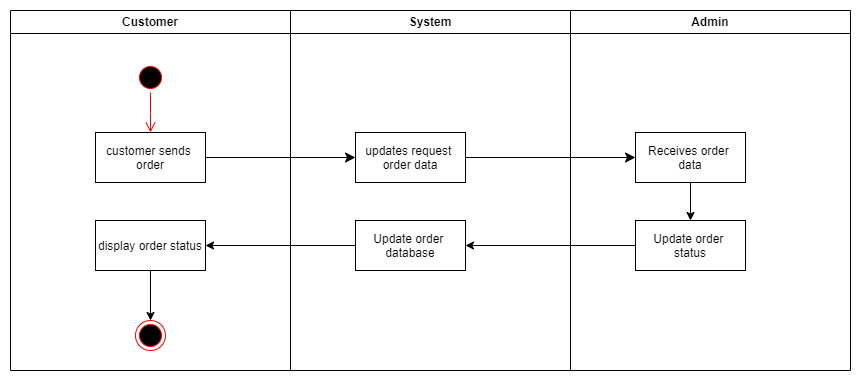 Customer
System
Admin
customer sends
order
updates request
order data
Receives order
data
display order status
Update order
database
Update order
status